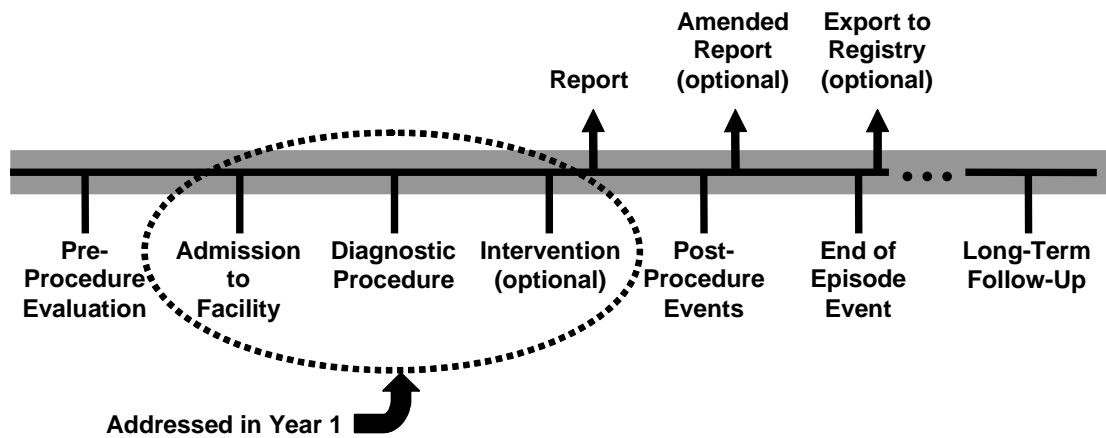 Report
Amended
Report
(optional)
Export to
Registry
(optional)
Pre-
Procedure
Evaluation
Admission
to
Facility
Diagnostic
Procedure
Intervention
(optional)
Post-
Procedure
Events
End of
Episode
Event
Long-Term
Follow-Up
Addressed in Year 1